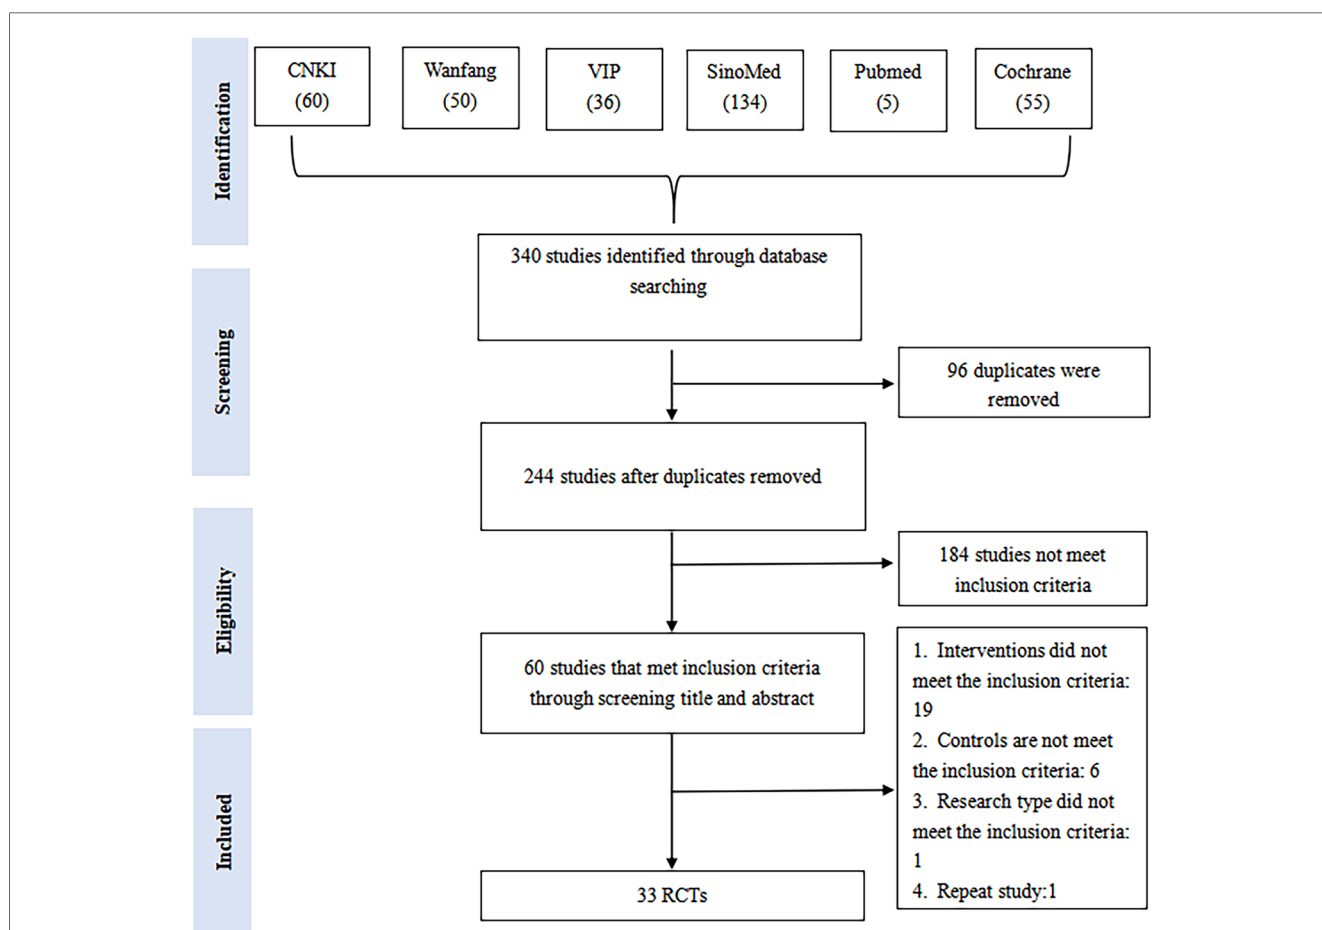 Identification
CNKI
(60)
Wanfang
(50)
VIP
(36)
SinoMed
(134)
Pubmed
(5)
Cochrane
(55)
340 studies identified through database
searching
Screening
96 duplicates were
removed
244 studies after duplicates removed
Eligibility
184 studies not meet
inclusion criteria
60 studies that met inclusion criteria
through screening title and abstract
1. Interventions did not
meet the inclusion criteria:
19
2. Controls are not meet
the inclusion criteria: 6
3. Research type did not
meet the inclusion criteria:
1
4. Repeat study:1
Included
33 RCTs